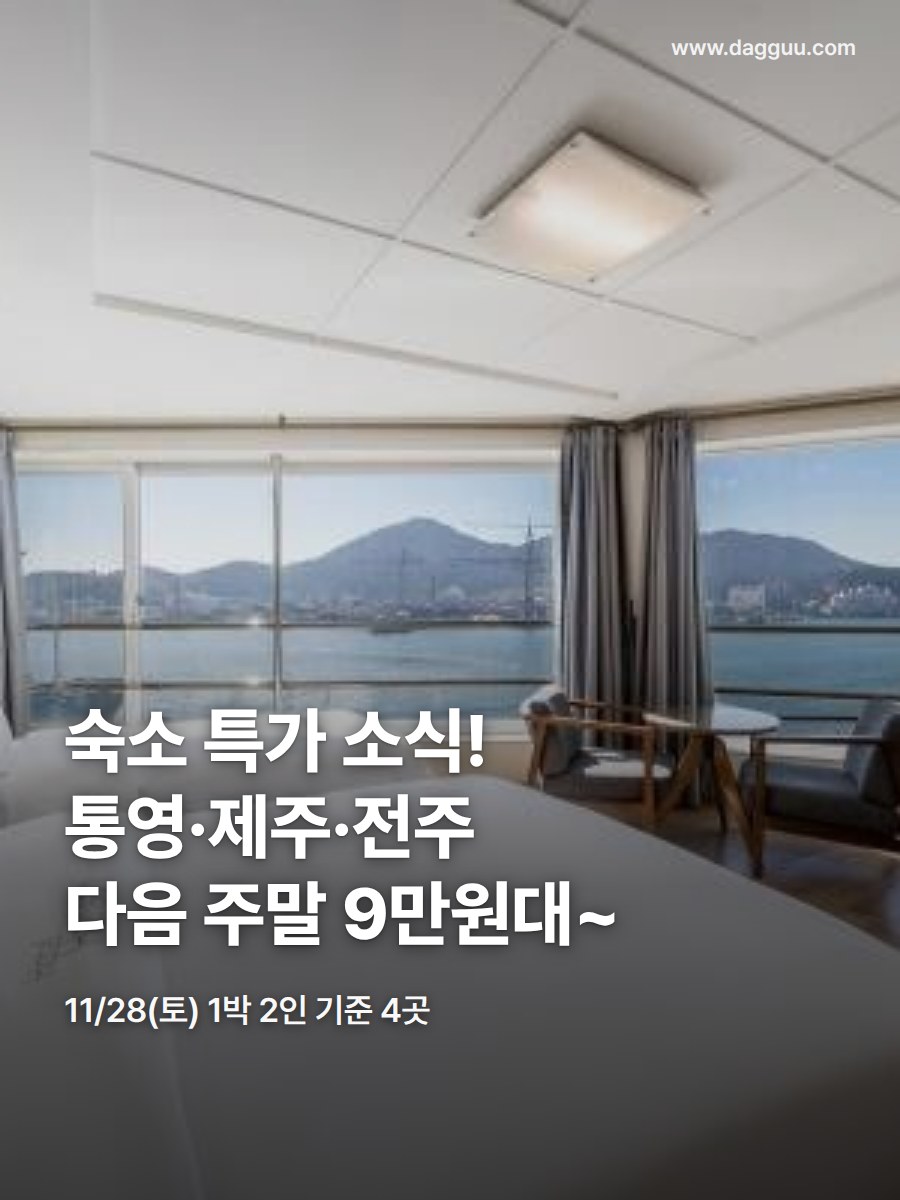 www.dagguu.com
숙소 특가 소식!
통영·제주·전주
다음 주말 9만원대~
11/28(토) 1박 2인 기준 4곳